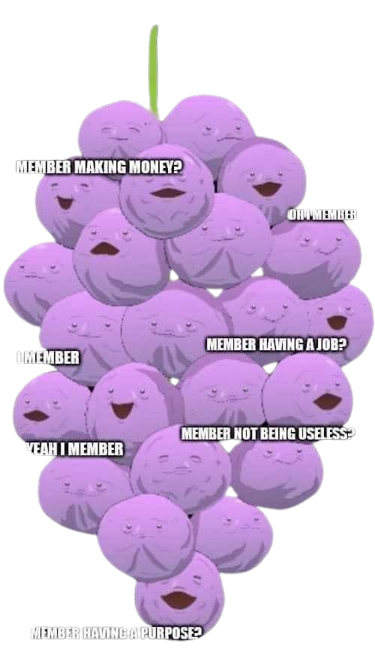 MEMBER MAKING MONEY?
OH I MEMBER
MEMBER HAVING A JOB?
I MEMBER
MEMBER NOT BEING USELESS?
YEAH I MEMBER
MEMBER HAVING A PURPOSE?